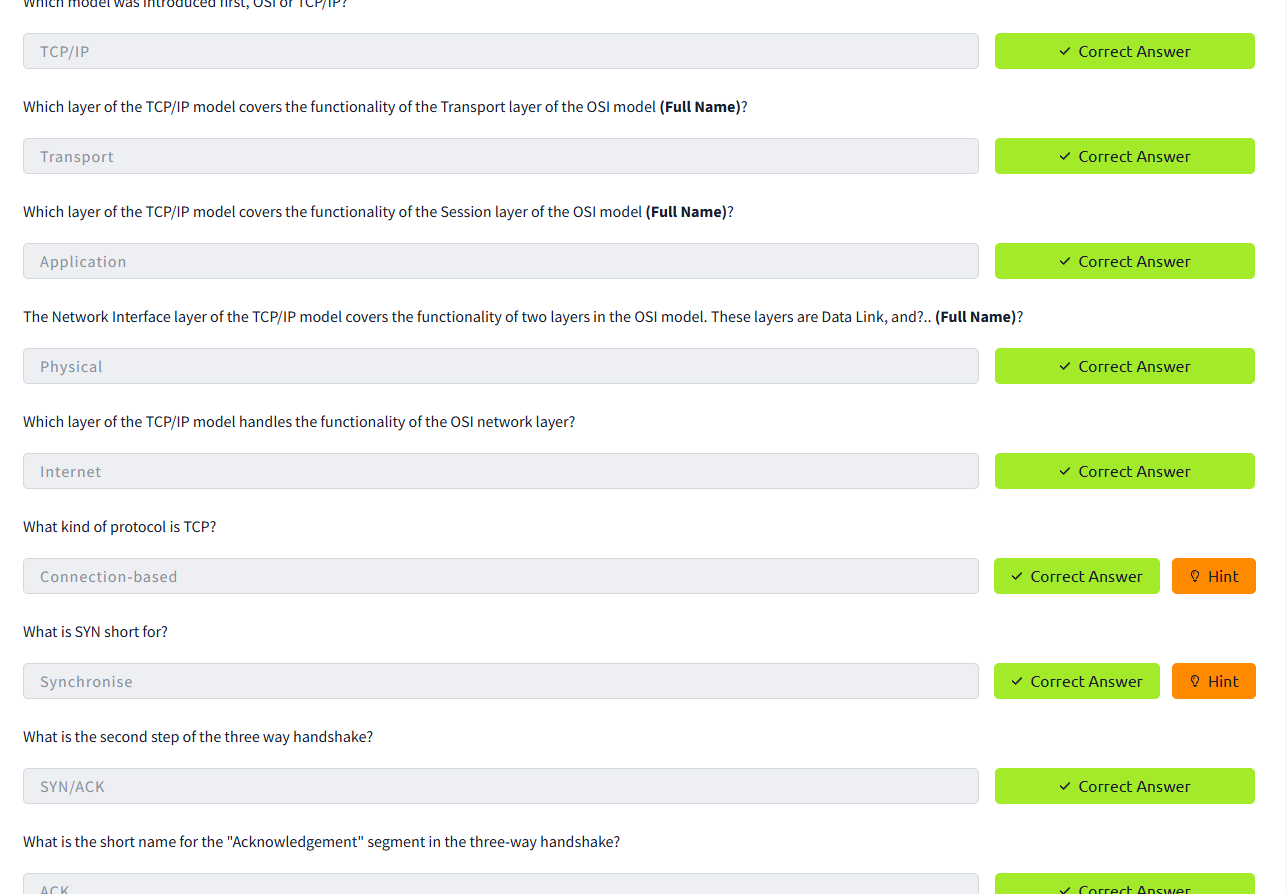 Which model was introduced first, OSI or TCP/IP?
TCP/IP
Correct Answer
Which layer of the TCP/IP model covers the functionality of the Transport layer of the OSI model (Full Name)?
Transport
Correct Answer
Which layer of the TCP/IP model covers the functionality of the Session layer of the OSI model (Full Name)?
Application
Correct Answer
The Network Interface layer of the TCP/IP model covers the functionality of two layers in the OSI model. These layers are Data Link, and?.. (Full Name)?
Physical
Correct Answer
Which layer of the TCP/IP model handles the functionality of the OSI network layer?
Internet
Correct Answer
What kind of protocol is TCP?
Connection-based
Correct Answer
Hint
What is SYN short for?
Synchronise
Correct Answer
Hint
What is the second step of the three way handshake?
SYN/ACK
Correct Answer
What is the short name for the "Acknowledgement" segment in the three-way handshake?
ACK
Correct Answer